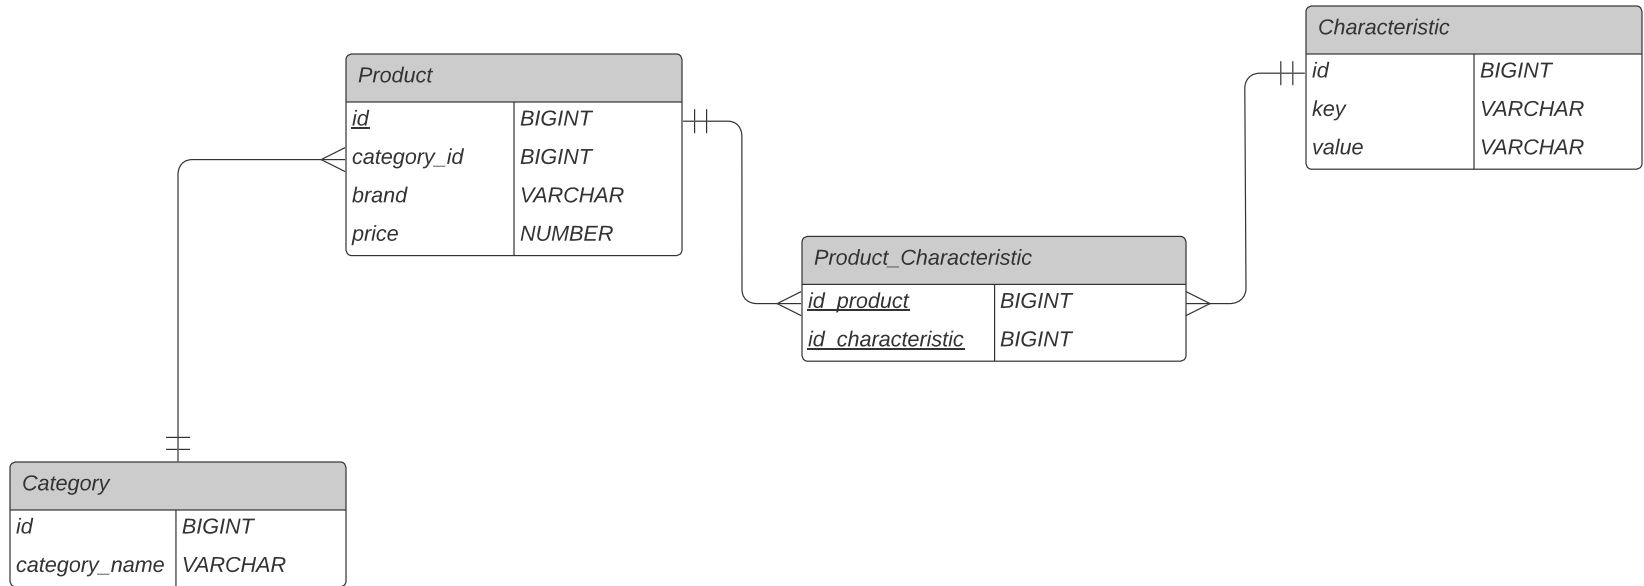 Product
id BIGINT
category_id BIGINT
brand VARCHAR
price NUMBER
Characteristic
id BIGINT
key VARCHAR
value VARCHAR
Product_Characteristic
id_product BIGINT
id_characteristic BIGINT
Category
id BIGINT
category_name VARCHAR